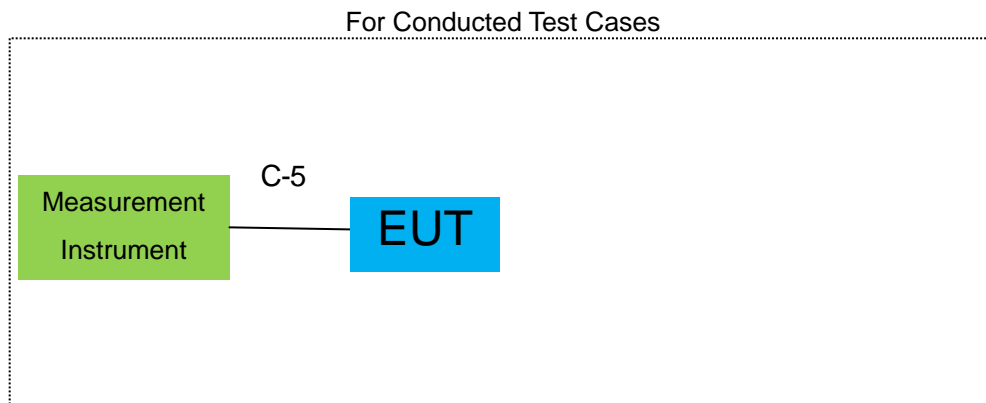 For Conducted Test Cases
C-5
Measurement
Instrument
EUT